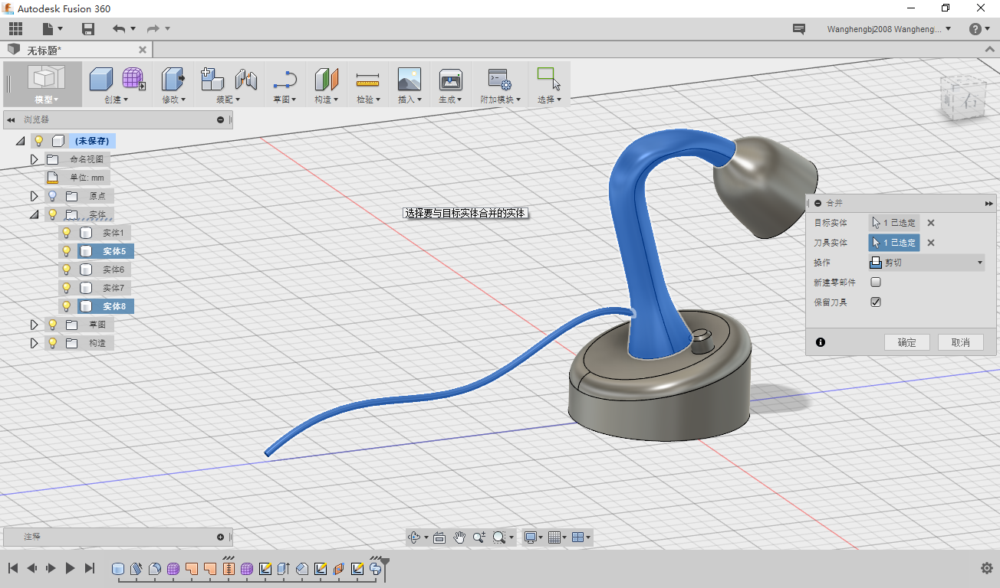 Autodesk Fusion 360
Wanghengbj2008 Wangheng...
无标题*
模型
创建
修改
装配
草图
构造
检验
插入
生成
附加模块
选择
浏览器
(未保存)
命名视图
单位: mm
原点
实体
实体1
实体5
实体6
实体7
实体8
草图
构造
选择要与目标实体合并的实体
右
合并
目标实体 1 已选定
刀具实体 1 已选定
操作 剪切
新建零部件
保留刀具
确定 取消
注释